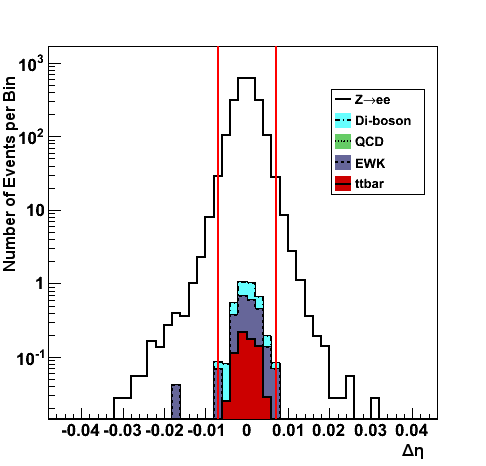 Number of Events per Bin
10³
10²
10
1
10⁻¹
Z→ee
Di-boson
QCD
EWK
ttbar
-0.04 -0.03 -0.02 -0.01 0 0.01 0.02 0.03 0.04
Δη